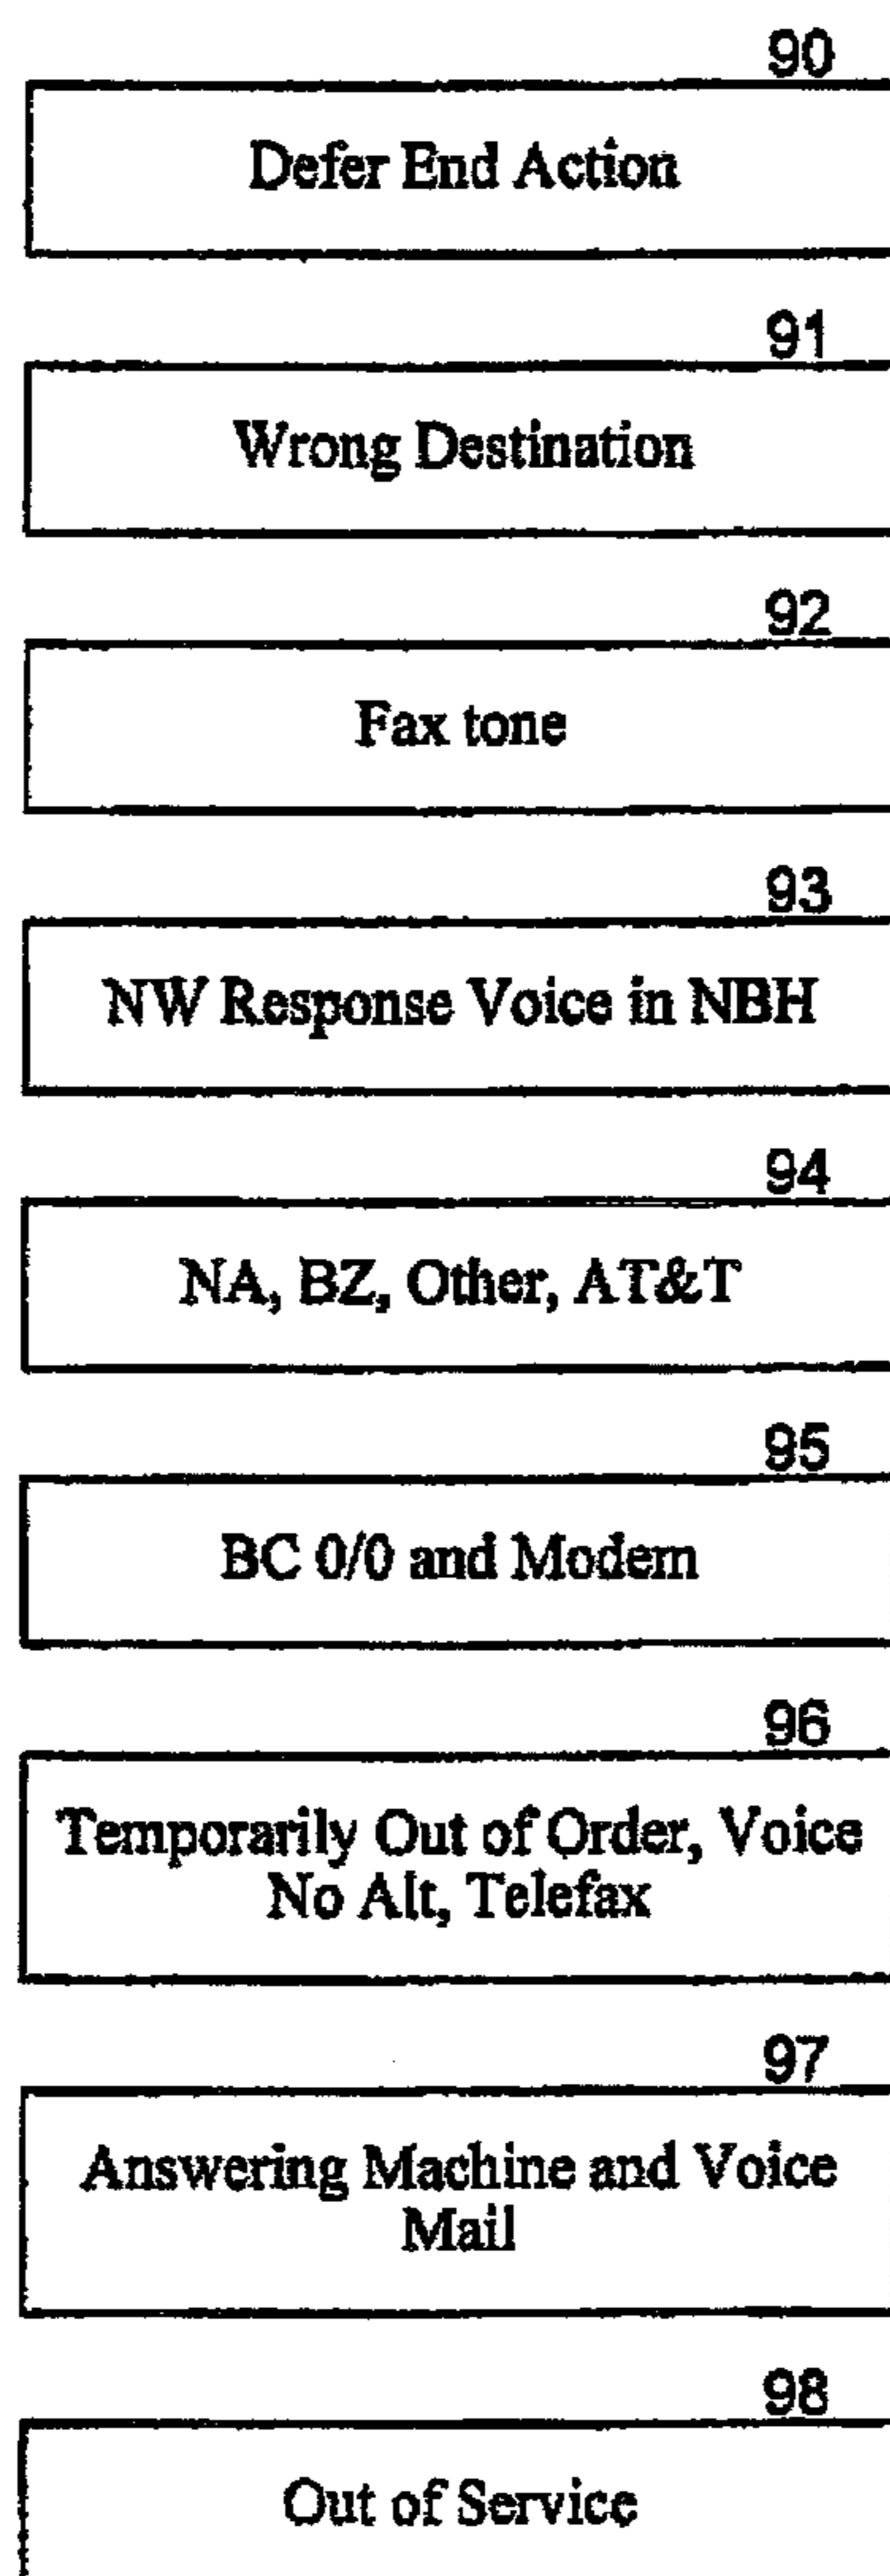 90
Defer End Action
91
Wrong Destination
92
Fax tone
93
NW Response Voice in NBH
94
NA, BZ, Other, AT&T
95
BC 0/0 and Modem
96
Temporarily Out of Order, Voice
No Alt, Telefax
97
Answering Machine and Voice
Mail
98
Out of Service